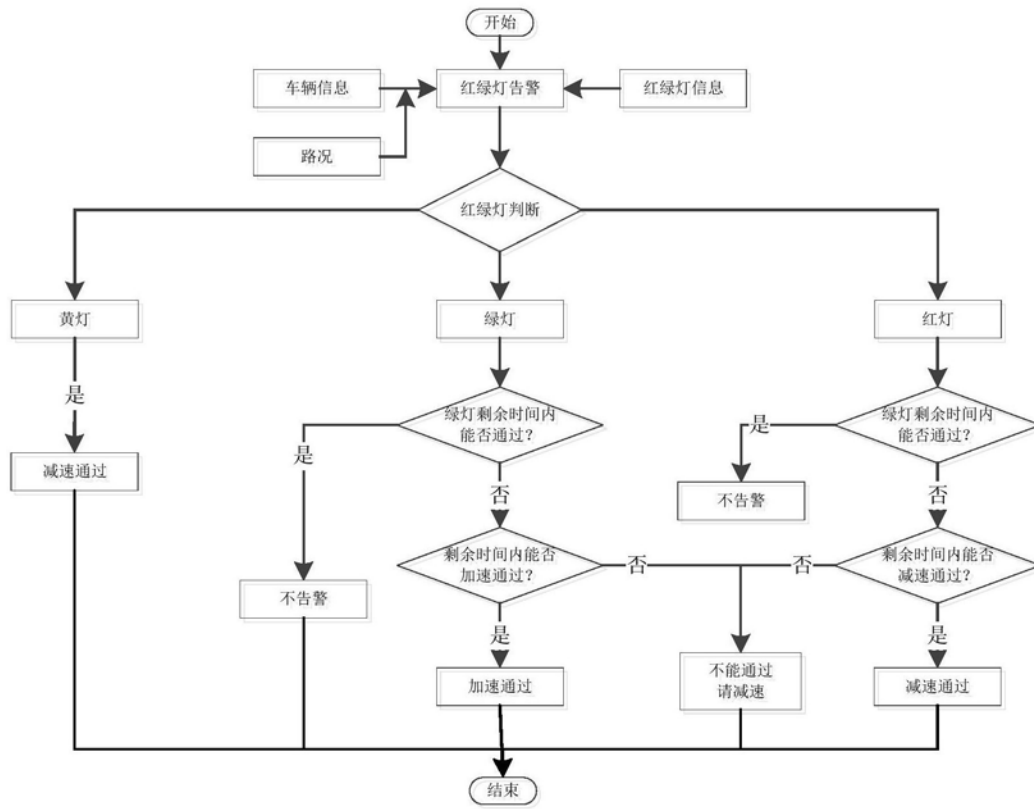 开始
车辆信息
红绿灯告警
红绿灯信息
路况
红绿灯判断
黄灯
绿灯
红灯
是
绿灯剩余时间内
能否通过？
绿灯剩余时间内
能否通过？
是
是
减速通过
否
不告警
否
剩余时间内能否
加速通过？
否
否
剩余时间内能否
减速通过？
不告警
是
是
加速通过
不能通过
请减速
减速通过
结束